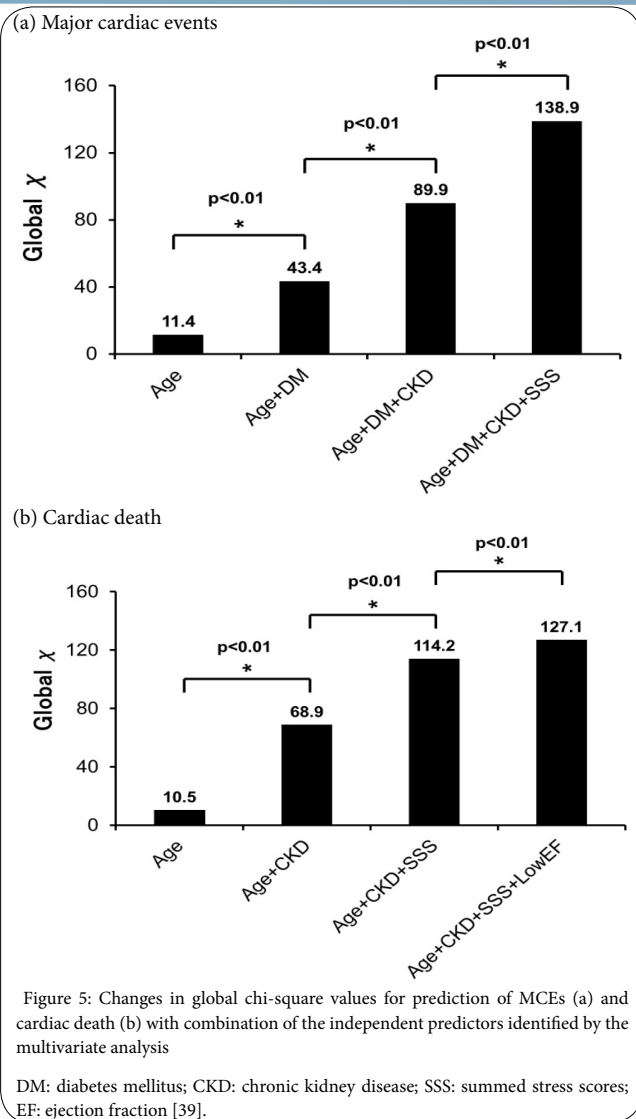 (a) Major cardiac events
p<0.01
*
160
138.9
p<0.01
*
120
89.9
p<0.01
*
Global χ
80
43.4
40
11.4
0
Age
Age+DM
Age+DM+CKD
Age+DM+CKD+SSS
(b) Cardiac death
p<0.01
*
160
p<0.01
*
127.1
120
114.2
p<0.01
*
Global χ
80
68.9
40
10.5
0
Age
Age+CKD
Age+CKD+SSS
Age+CKD+SSS+LowEF
Figure 5: Changes in global chi-square values for prediction of MCEs (a) and
cardiac death (b) with combination of the independent predictors identified by the
multivariate analysis
DM: diabetes mellitus; CKD: chronic kidney disease; SSS: summed stress scores;
EF: ejection fraction [39].